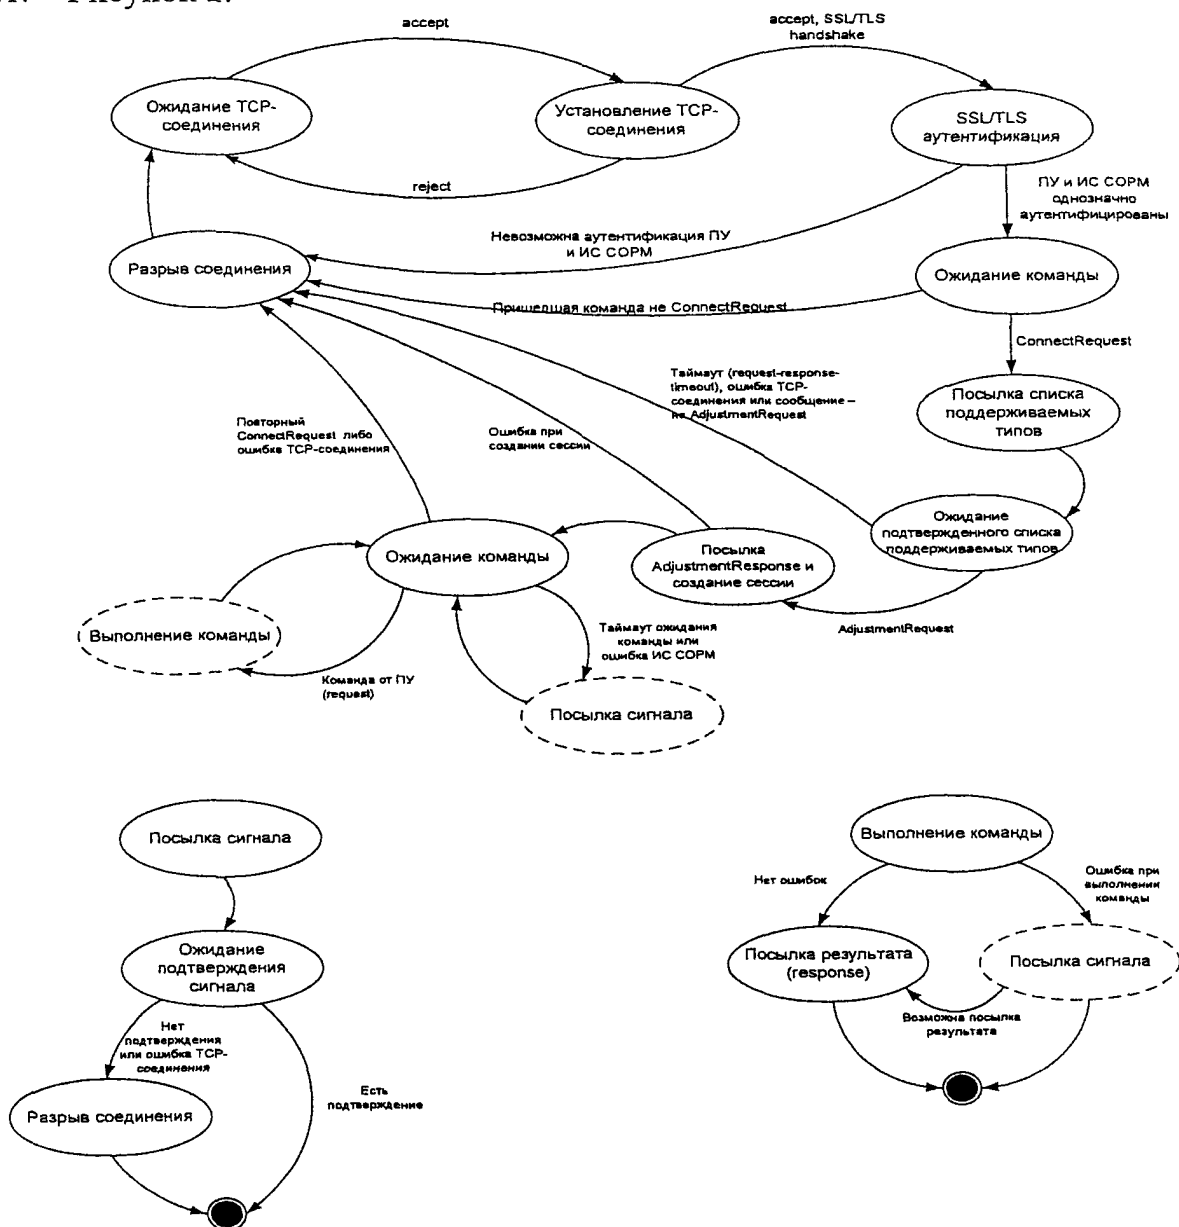 accept
accept, SSL/TLS
handshake
Ожидание TCP-
соединения
Установление TCP-
соединения
SSL/TLS
аутентификация
reject
ПУ и ИС СОРМ
однозначно
аутентифицированы
Невозможна аутентификация ПУ
и ИС СОРМ
Разрыв соединения
Ожидание команды
Пришедшая команда не ConnectRequest
ConnectRequest
Таймаут (request-response-
timeout), ошибка TCP-
соединения или сообщение –
не AdjustmentRequest
Посылка списка
поддерживаемых
типов
Повторный
ConnectRequest либо
ошибка TCP-соединения
Ошибка при
создании сессии
Ожидание
подтвержденного списка
поддерживаемых типов
Ожидание команды
Посылка
AdjustmentResponse и
создание сессии
AdjustmentRequest
Выполнение команды
Таймаут ожидания
команды или
ошибка ИС СОРМ
Команда от ПУ
(request)
Посылка сигнала
Посылка сигнала
Ожидание
подтверждения
сигнала
Нет
подтверждения
или ошибка TCP-
соединения
Разрыв соединения
Есть
подтверждение
Выполнение команды
Нет ошибок
Ошибка при
выполнении
команды
Посылка результата
(response)
Посылка сигнала
Возможна посылка
результата